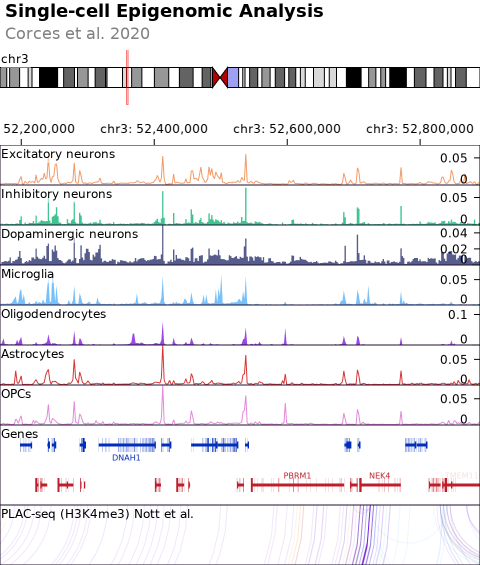 Single-cell Epigenomic Analysis
Corces et al. 2020
chr3
52,200,000 chr3: 52,400,000 chr3: 52,600,000 chr3: 52,800,000
Excitatory neurons 0.05
0
Inhibitory neurons 0.05
0
Dopaminergic neurons 0.04
0.02
0
Microglia 0.05
0
Oligodendrocytes 0.1
0
Astrocytes 0.05
0
OPCs 0.05
0
Genes
DNAH1
PBRM1 NEK4
PLAC-seq (H3K4me3) Nott et al.